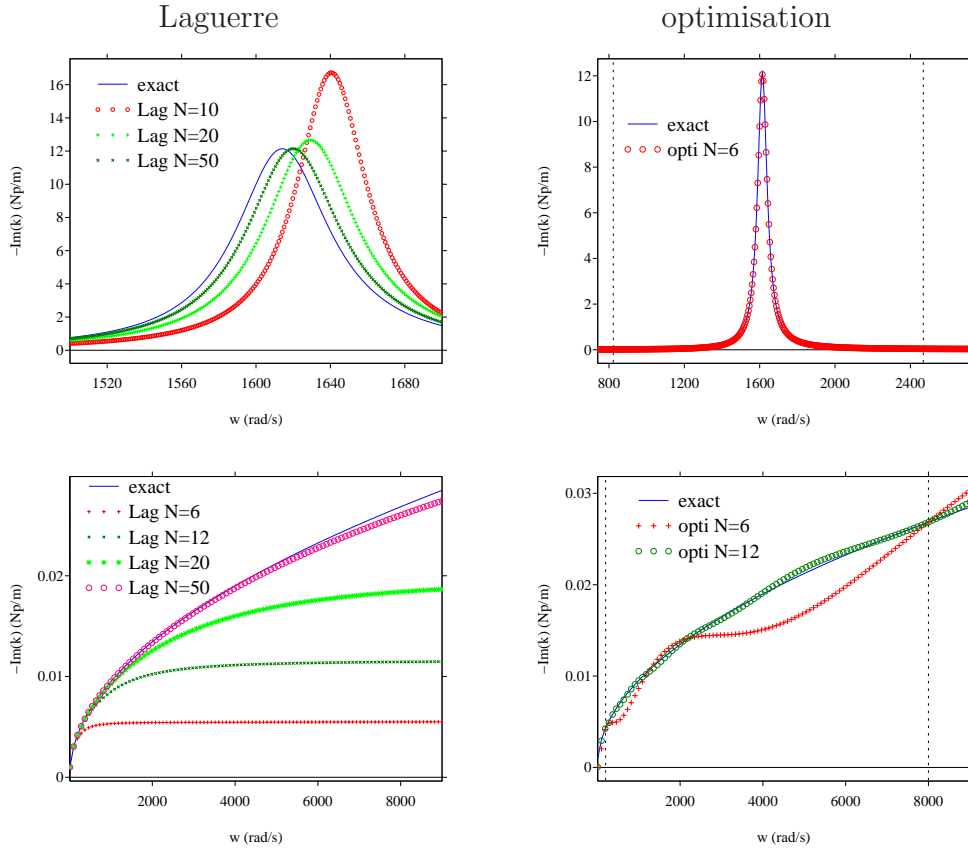 Laguerre
optimisation
16
14
12
10
8
6
4
2
0
−Im(k) (Np/m)
exact
Lag N=10
Lag N=20
Lag N=50
1520
1560
1600
1640
1680
w (rad/s)
12
10
8
6
4
2
0
−Im(k) (Np/m)
exact
opti N=6
800
1200
1600
2000
2400
w (rad/s)
0.02
0.01
0
−Im(k) (Np/m)
exact
Lag N=6
Lag N=12
Lag N=20
Lag N=50
2000
4000
6000
8000
w (rad/s)
0.03
0.02
0.01
0
−Im(k) (Np/m)
exact
opti N=6
opti N=12
2000
4000
6000
8000
w (rad/s)